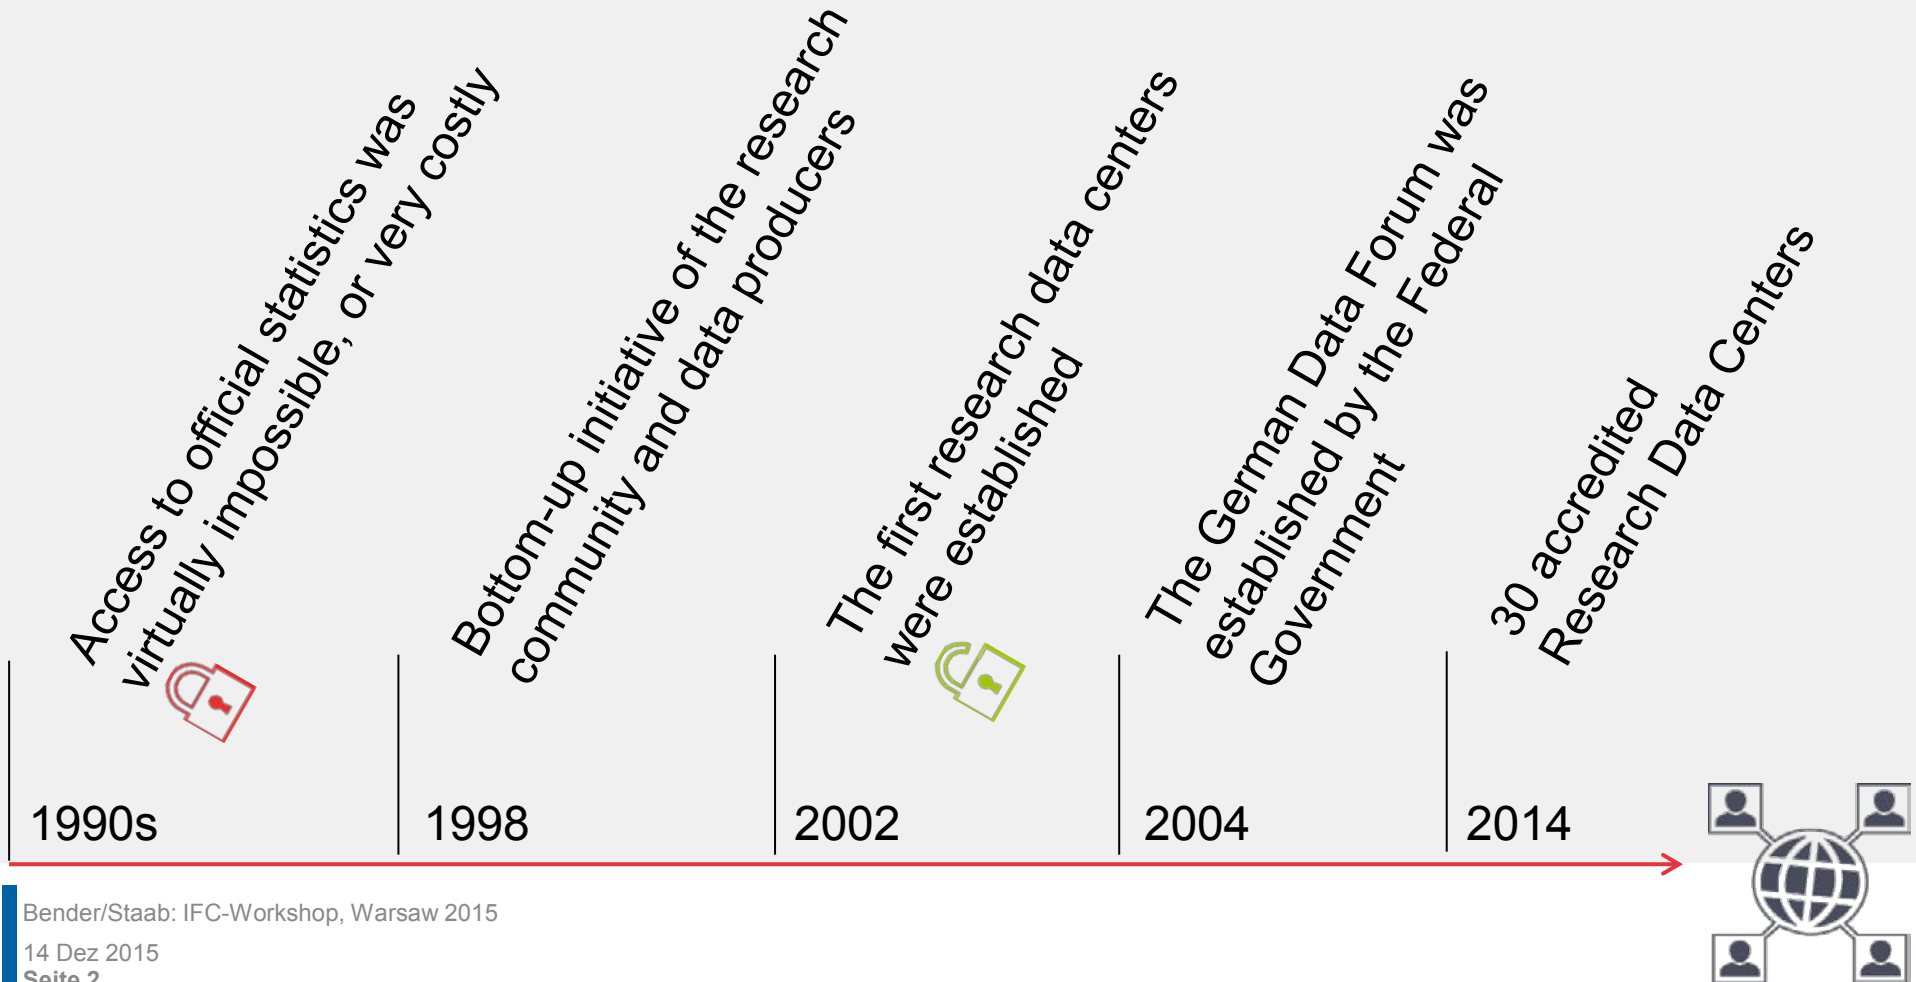 Access to official statistics was
virtually impossible, or very costly
Bottom-up initiative of the research
community and data producers
The first research data centers
were established
The German Data Forum was
established by the Federal
Government
30 accredited
Research Data Centers
1990s
1998
2002
2004
2014
Bender/Staab: IFC-Workshop, Warsaw 2015
14 Dez 2015
Seite 2